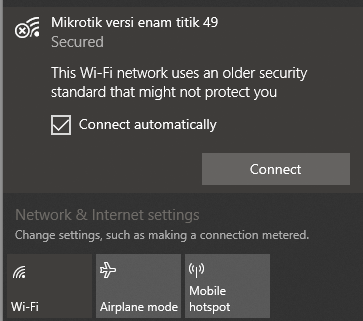 Mikrotik versi enam titik 49
Secured
This Wi-Fi network uses an older security
standard that might not protect you
Connect automatically
Connect
Network & Internet settings
Change settings, such as making a connection metered.
Wi-Fi
Airplane mode
Mobile
hotspot